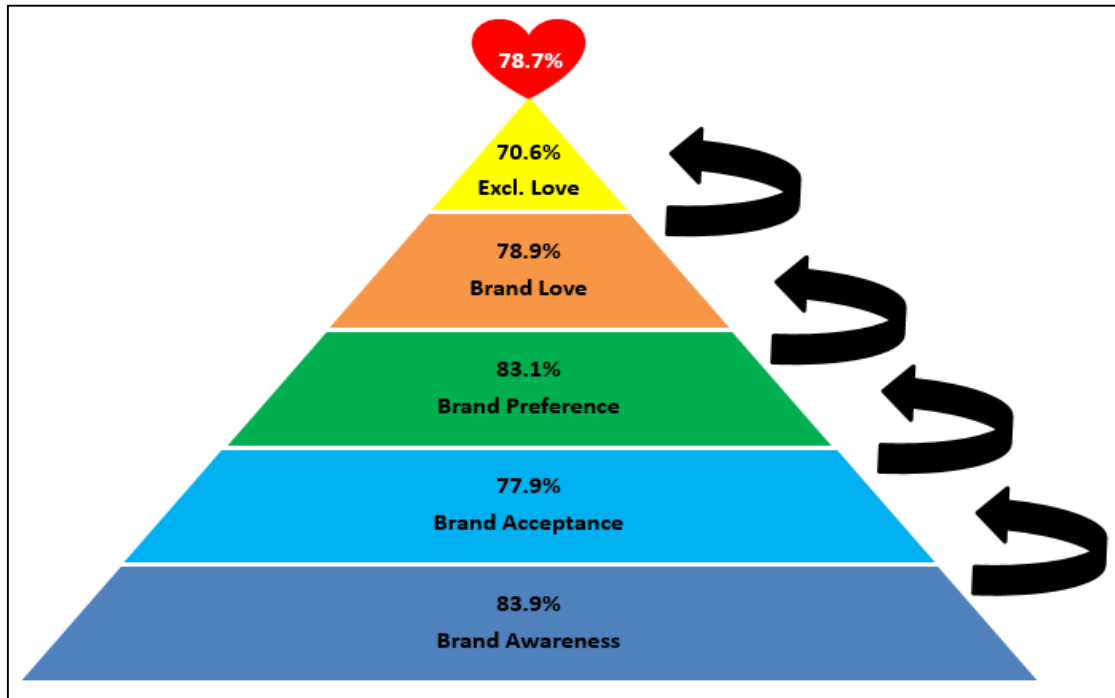 78.7%
70.6%
Excl. Love
78.9%
Brand Love
83.1%
Brand Preference
77.9%
Brand Acceptance
83.9%
Brand Awareness